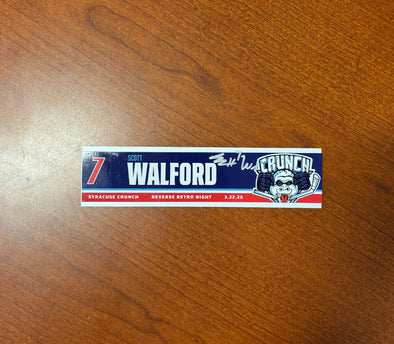 7
SCOTT
WALFORD
CRUNCH
SYRACUSE CRUNCH REVERSE RETRO NIGHT 3.22.25